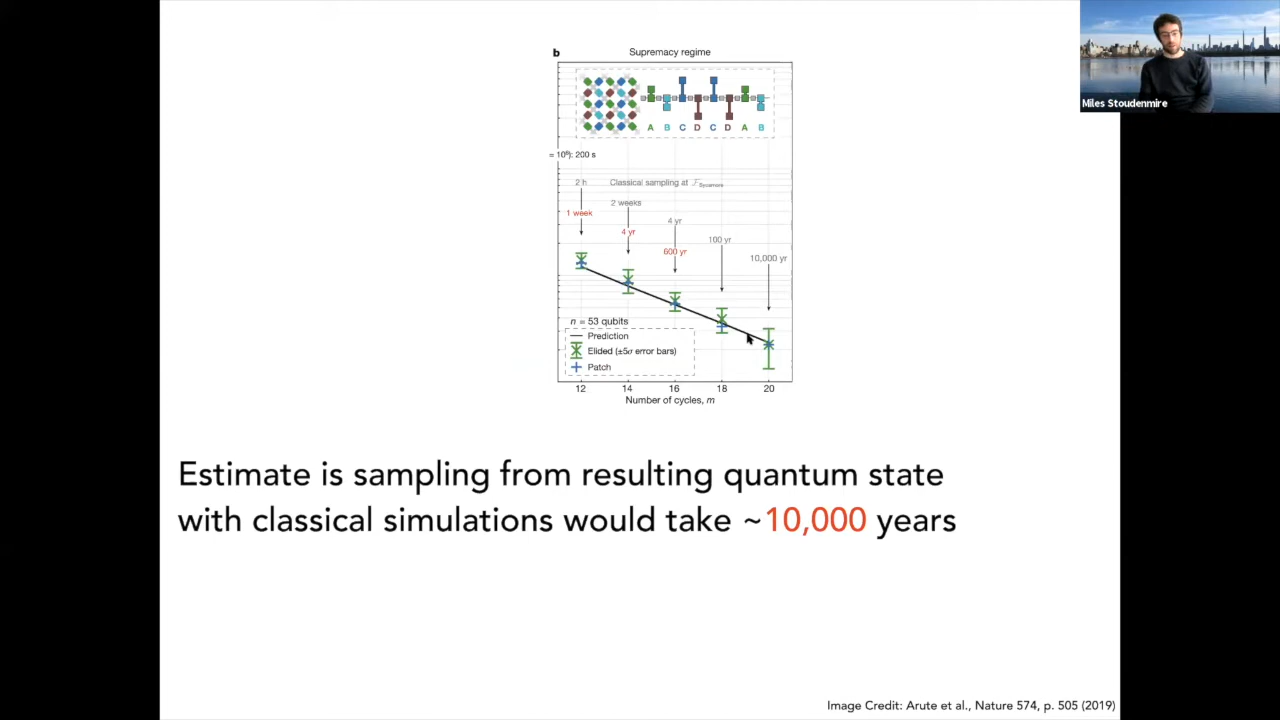 b
Supremacy regime
A B C D C D A B
= 10⁶): 200 s
2 h
Classical sampling at ℱSycamore
1 week
2 weeks
4 yr
4 yr
600 yr
100 yr
10,000 yr
n = 53 qubits
Prediction
Elided (±5σ error bars)
Patch
12 14 16 18 20
Number of cycles, m
Miles Stoudenmire
Estimate is sampling from resulting quantum state
with classical simulations would take ~10,000 years
Image Credit: Arute et al., Nature 574, p. 505 (2019)